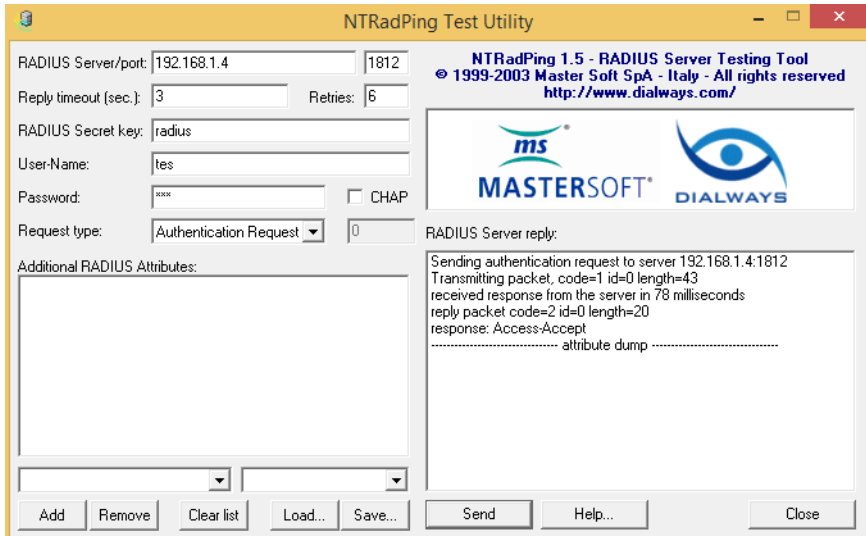 NTRadPing Test Utility
RADIUS Server/port: 192.168.1.4 1812
Reply timeout (sec.): 3 Retries: 6
RADIUS Secret key: radius
User-Name: tes
Password: *** CHAP
Request type: Authentication Request 0
Additional RADIUS Attributes:
Add Remove Clear list Load... Save...
NTRadPing 1.5 - RADIUS Server Testing Tool
© 1999-2003 Master Soft SpA - Italy - All rights reserved
http://www.dialways.com/
ms
MASTERSOFT®
DIALWAYS
RADIUS Server reply:
Sending authentication request to server 192.168.1.4:1812
Transmitting packet, code=1 id=0 length=43
received response from the server in 78 milliseconds
reply packet code=2 id=0 length=20
response: Access-Accept
-------------------------------- attribute dump --------------------------------
Send Help... Close